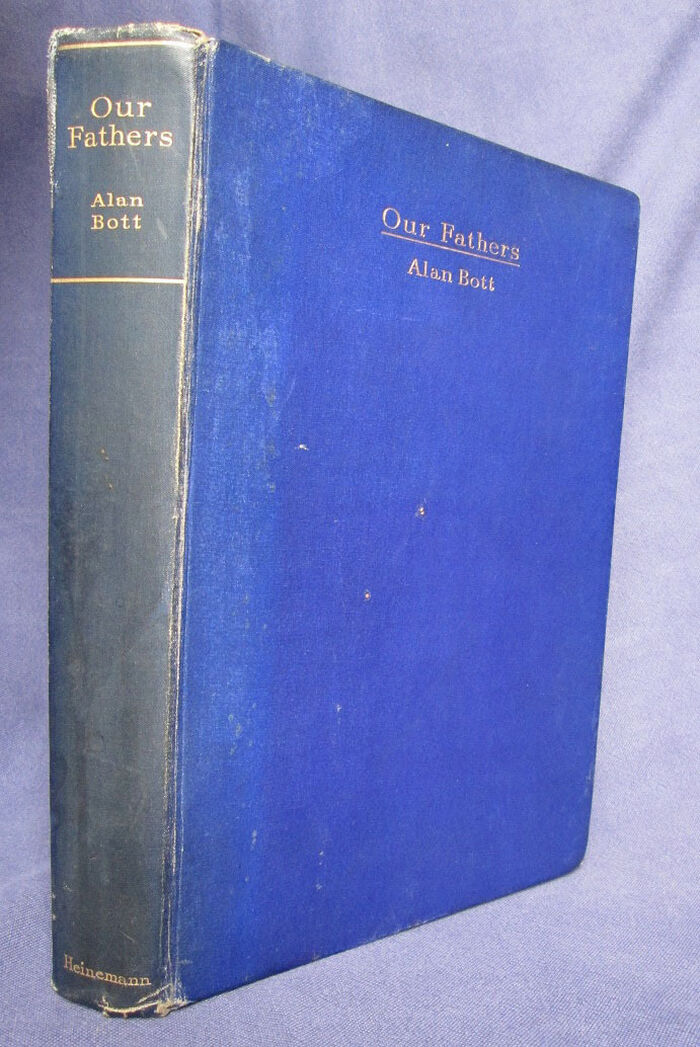 Our
Fathers
Alan
Bott
Heinemann
Our Fathers
Alan Bott